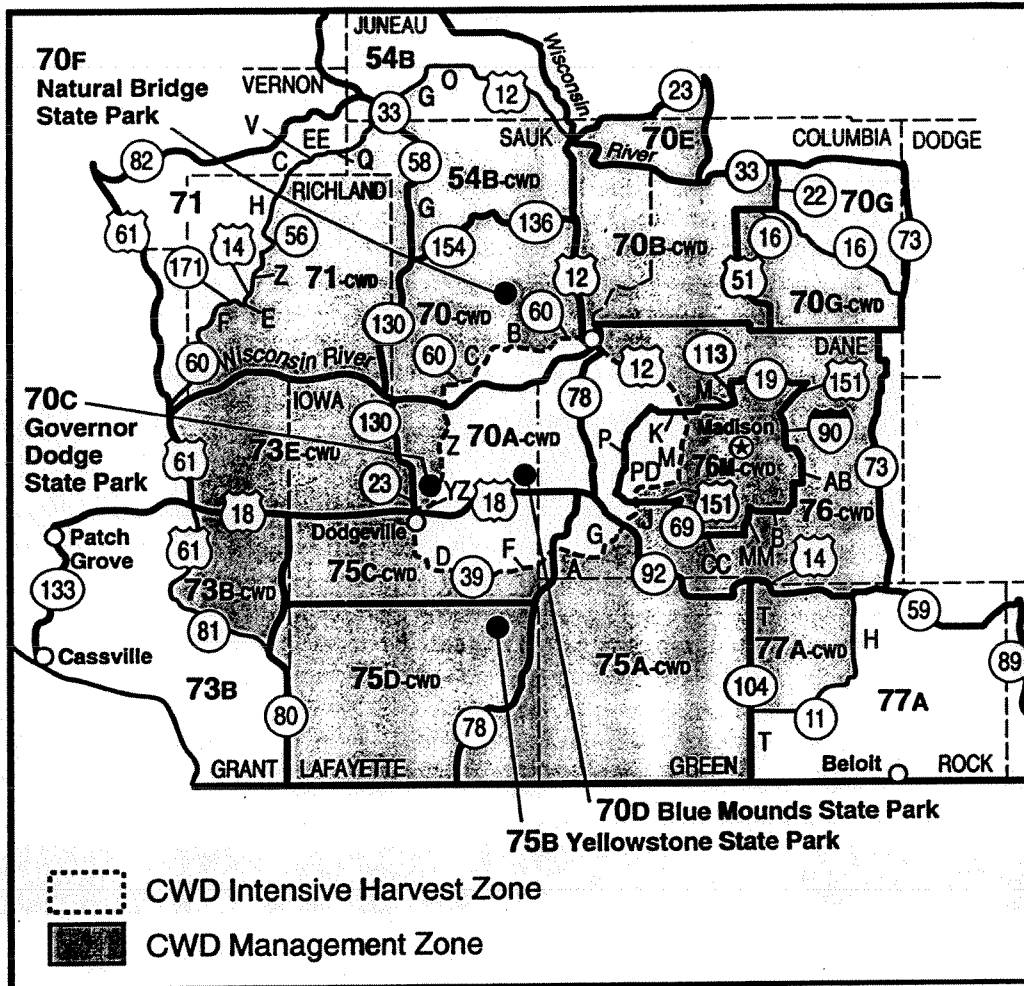 JUNEAU
54B
Wisconsin
70F
Natural Bridge
State Park
VERNON
G
O
12
23
33
V
EE
SAUK
70E
COLUMBIA
DODGE
82
C
Q
58
River
33
RICHLAND
54B-CWD
22
70G
71
H
G
61
14
56
154
136
70B-CWD
16
16
73
171
Z
71-CWD
12
51
70-CWD
60
70G-CWD
F
E
130
B
60
Wisconsin River
60
C
12
113
DANE
70C
Governor
Dodge
State Park
IOWA
78
M
19
151
130
Z
70A-CWD
K
Madison
90
61
73E-CWD
P
M
76M-CWD
73
23
YZ
PD
AB
18
18
J
151
76-CWD
Dodgeville
69
B
Patch
Grove
61
D
F
G
CC
MM
14
75C-CWD
39
A
92
133
73B-CWD
59
81
T
77A-CWD
H
Cassville
75D-CWD
75A-CWD
89
73B
104
77A
80
78
11
T
GRANT
LAFAYETTE
GREEN
Beloit
ROCK
70D Blue Mounds State Park
75B Yellowstone State Park
CWD Intensive Harvest Zone
CWD Management Zone